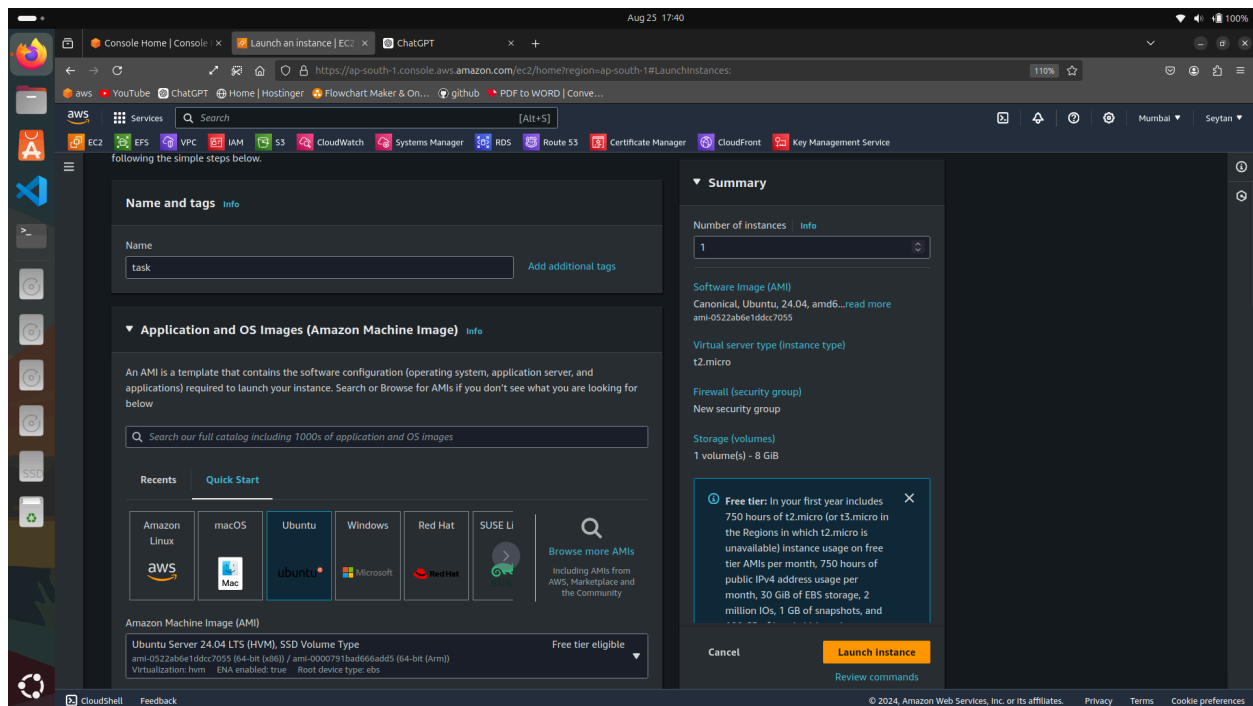 Aug 25 17:40
100%
Console Home | Console
Launch an instance | EC2
ChatGPT
https://ap-south-1.console.aws.amazon.com/ec2/home?region=ap-south-1#LaunchInstances:
110%
aws
YouTube
ChatGPT
Home | Hostinger
Flowchart Maker & On...
github
PDF to WORD | Conve...
aws
Services
Search
[Alt+S]
Mumbai
Seytan
EC2
EFS
VPC
IAM
S3
CloudWatch
Systems Manager
RDS
Route 53
Certificate Manager
CloudFront
Key Management Service
following the simple steps below.
Name and tags Info
Name
task
Add additional tags
Application and OS Images (Amazon Machine Image) Info
An AMI is a template that contains the software configuration (operating system, application server, and
applications) required to launch your instance. Search or Browse for AMIs if you don't see what you are looking for
below
Search our full catalog including 1000s of application and OS images
Recents
Quick Start
Amazon
Linux
aws
macOS
Mac
Ubuntu
ubuntu
Windows
Microsoft
Red Hat
Red Hat
SUSE Li
Browse more AMIs
Including AMIs from
AWS, Marketplace and
the Community
Amazon Machine Image (AMI)
Ubuntu Server 24.04 LTS (HVM), SSD Volume Type
Free tier eligible
ami-0522ab6e1ddcc7055 (64-bit (x86)) / ami-0000791bad666add5 (64-bit (Arm))
Virtualization: hvm ENA enabled: true Root device type: ebs
Summary
Number of instances Info
1
Software Image (AMI)
Canonical, Ubuntu, 24.04, amd6...read more
ami-0522ab6e1ddcc7055
Virtual server type (instance type)
t2.micro
Firewall (security group)
New security group
Storage (volumes)
1 volume(s) - 8 GiB
Free tier: In your first year includes
750 hours of t2.micro (or t3.micro in
the Regions in which t2.micro is
unavailable) instance usage on free
tier AMIs per month, 750 hours of
public IPv4 address usage per
month, 30 GiB of EBS storage, 2
million IOs, 1 GB of snapshots, and
Cancel
Launch instance
Review commands
SSD
CloudShell
Feedback
© 2024, Amazon Web Services, Inc. or its affiliates.
Privacy
Terms
Cookie preferences